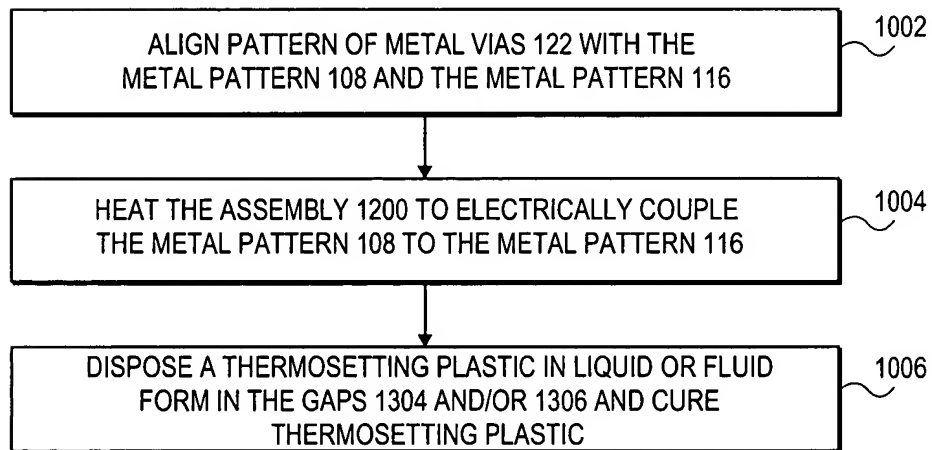 ALIGN PATTERN OF METAL VIAS 122 WITH THE
METAL PATTERN 108 AND THE METAL PATTERN 116
1002
HEAT THE ASSEMBLY 1200 TO ELECTRICALLY COUPLE
THE METAL PATTERN 108 TO THE METAL PATTERN 116
1004
DISPOSE A THERMOSETTING PLASTIC IN LIQUID OR FLUID
FORM IN THE GAPS 1304 AND/OR 1306 AND CURE
THERMOSETTING PLASTIC
1006